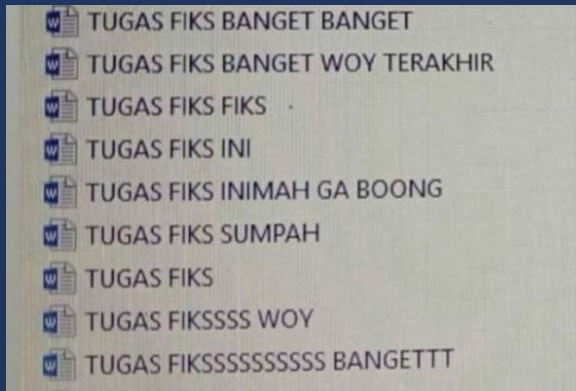 TUGAS FIKS BANGET BANGET
TUGAS FIKS BANGET WOY TERAKHIR
TUGAS FIKS FIKS
TUGAS FIKS INI
TUGAS FIKS INIMAH GA BOONG
TUGAS FIKS SUMPAH
TUGAS FIKS
TUGAS FIKSSSS WOY
TUGAS FIKSSSSSSSSSS BANGETTT